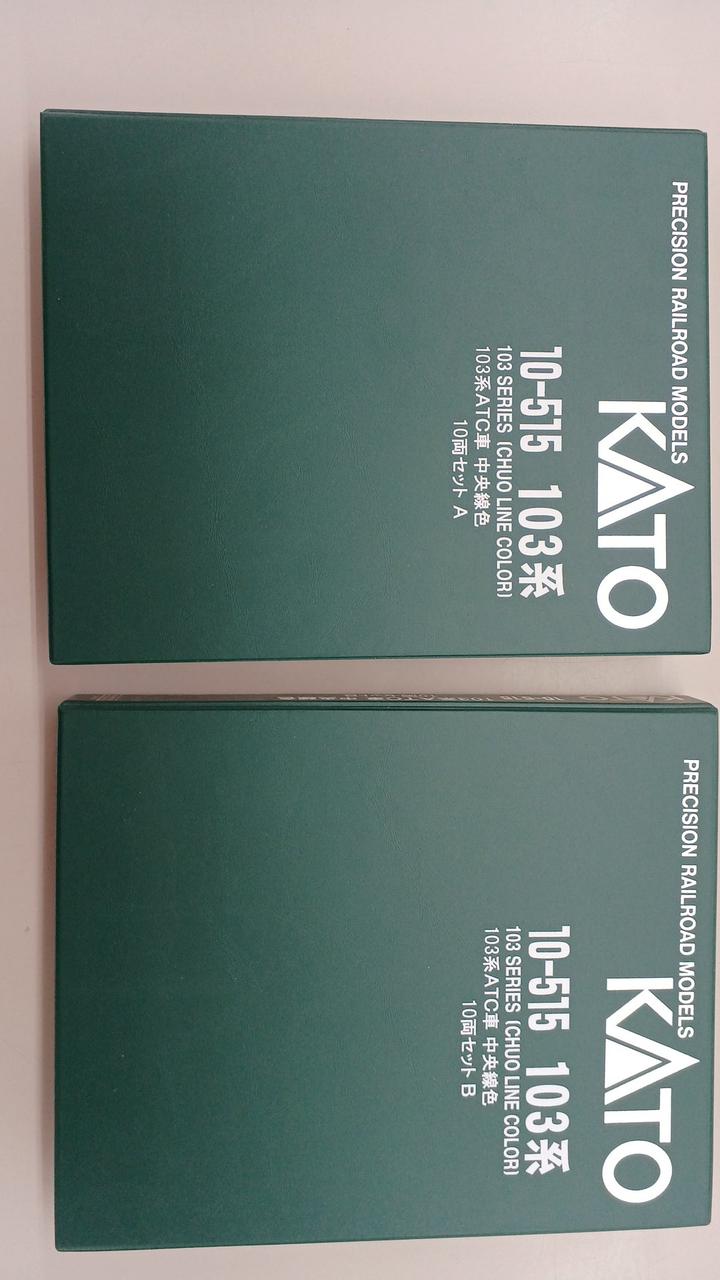 PRECISION RAILROAD MODELS
KATO
10-515 103系
103 SERIES (CHUO LINE COLOR)
103系ATC車 中央線色
10両セット A
PRECISION RAILROAD MODELS
KATO
10-515 103系
103 SERIES (CHUO LINE COLOR)
103系ATC車 中央線色
10両セット B